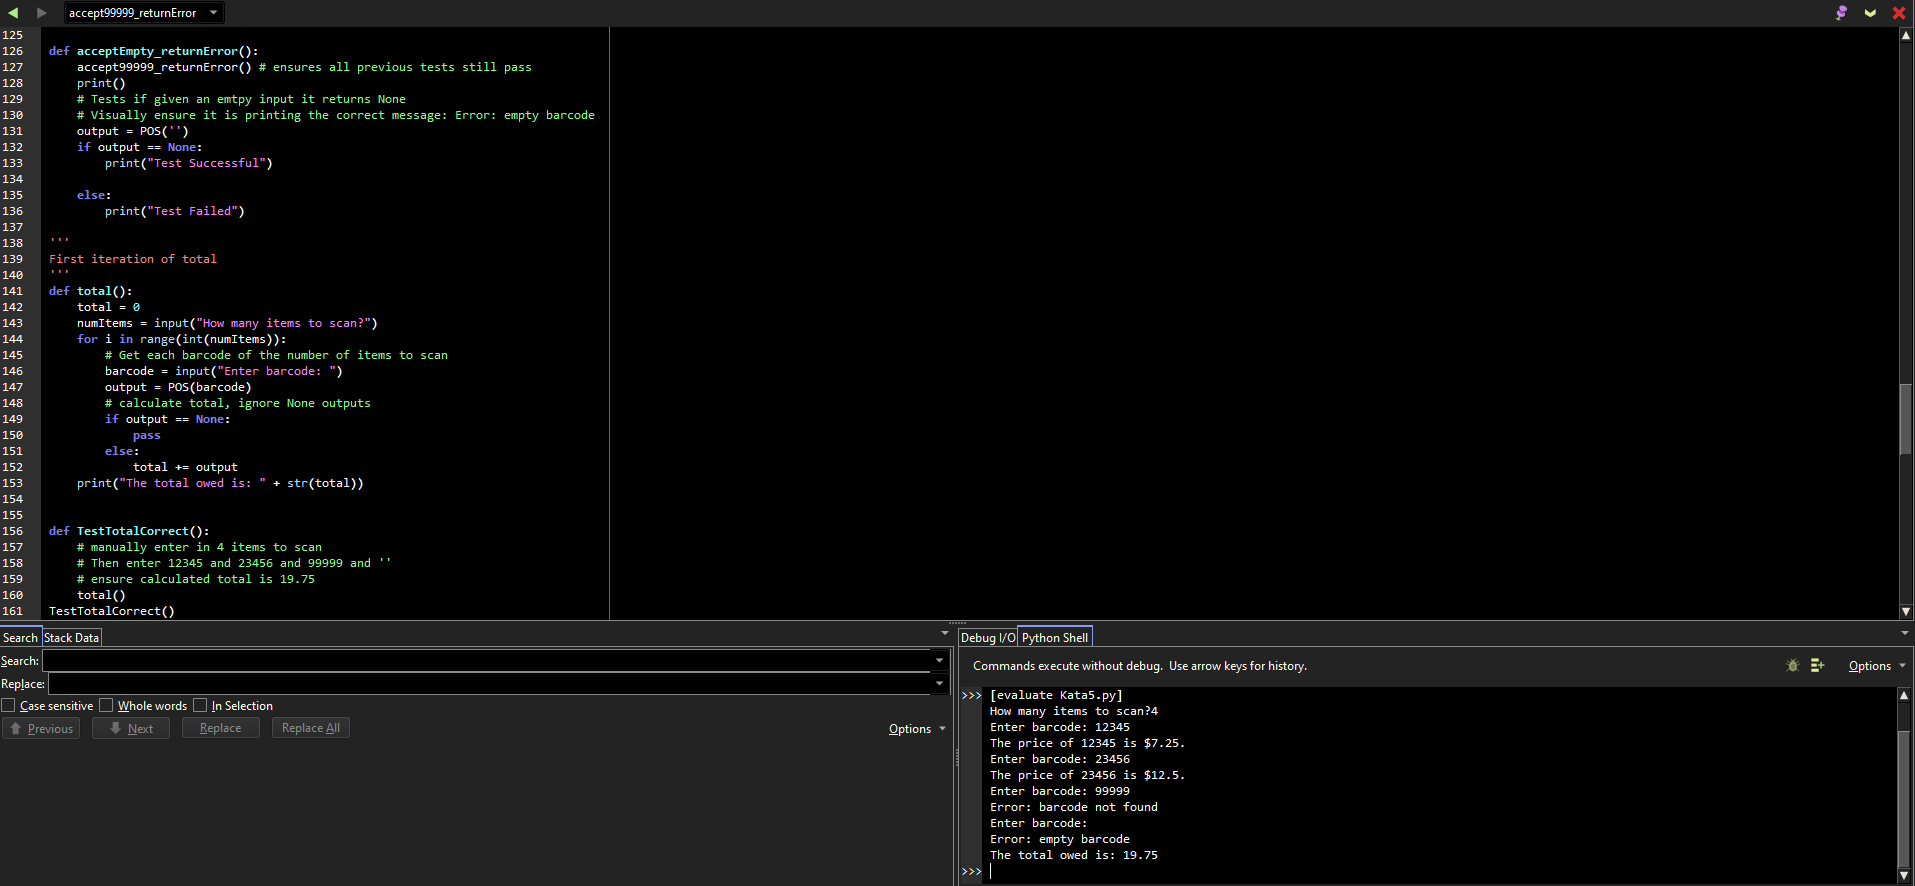 accept99999_returnError
125
126 def acceptEmpty_returnError():
127     accept99999_returnError() # ensures all previous tests still pass
128     print()
129     # Tests if given an emtpy input it returns None
130     # Visually ensure it is printing the correct message: Error: empty barcode
131     output = POS('')
132     if output == None:
133         print("Test Successful")
134
135     else:
136         print("Test Failed")
137
138 '''
139 First iteration of total
140 '''
141 def total():
142     total = 0
143     numItems = input("How many items to scan?")
144     for i in range(int(numItems)):
145         # Get each barcode of the number of items to scan
146         barcode = input("Enter barcode: ")
147         output = POS(barcode)
148         # calculate total, ignore None outputs
149         if output == None:
150             pass
151         else:
152             total += output
153     print("The total owed is: " + str(total))
154
155
156 def TestTotalCorrect():
157     # manually enter in 4 items to scan
158     # Then enter 12345 and 23456 and 99999 and ''
159     # ensure calculated total is 19.75
160     total()
161 TestTotalCorrect()
Search Stack Data
Search:
Replace:
Case sensitive Whole words In Selection
Previous Next Replace Replace All Options
Debug I/O Python Shell
Commands execute without debug. Use arrow keys for history. Options
>>> [evaluate Kata5.py]
How many items to scan?4
Enter barcode: 12345
The price of 12345 is $7.25.
Enter barcode: 23456
The price of 23456 is $12.5.
Enter barcode: 99999
Error: barcode not found
Enter barcode:
Error: empty barcode
The total owed is: 19.75
>>>